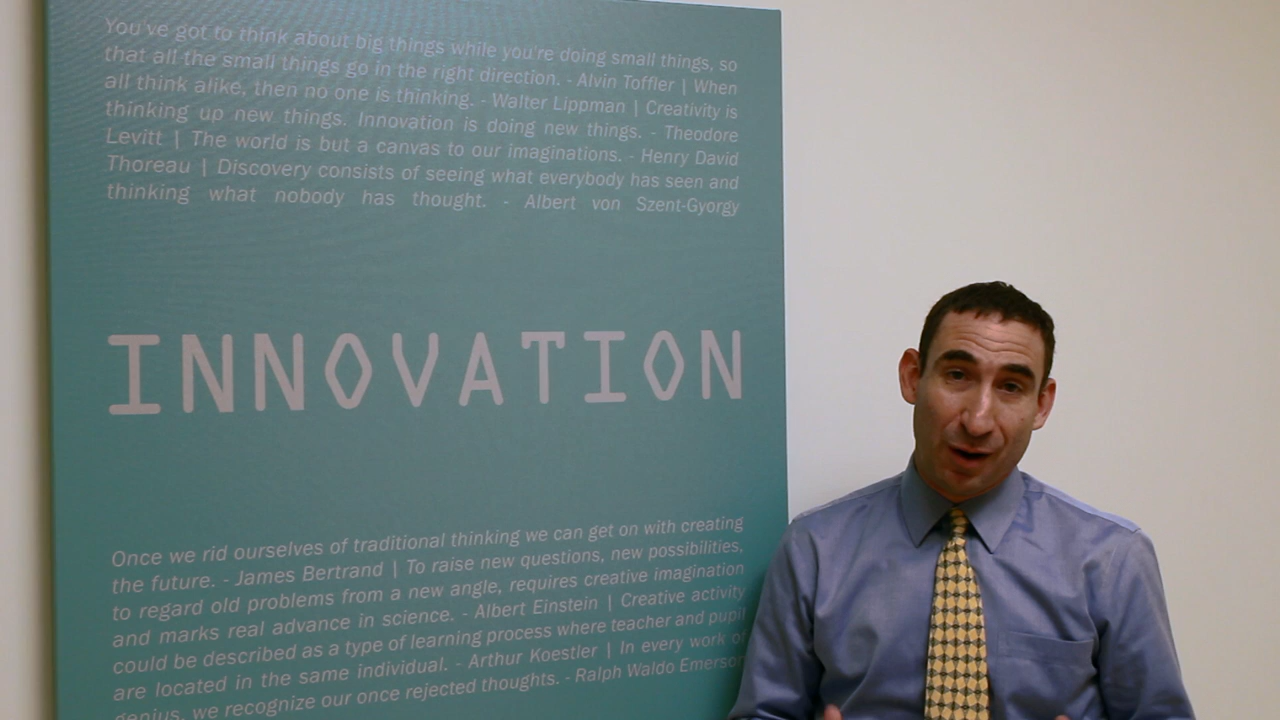 You've got to think about big things while you're doing small things, so
that all the small things go in the right direction. - Alvin Toffler | When
all think alike, then no one is thinking. - Walter Lippman | Creativity is
thinking up new things. Innovation is doing new things. - Theodore
Levitt | The world is but a canvas to our imaginations. - Henry David
Thoreau | Discovery consists of seeing what everybody has seen and
thinking what nobody has thought. - Albert von Szent-Gyorgy
INNOVATION
Once we rid ourselves of traditional thinking we can get on with creating
the future. - James Bertrand | To raise new questions, new possibilities,
to regard old problems from a new angle, requires creative imagination
and marks real advance in science. - Albert Einstein | Creative activity
could be described as a type of learning process where teacher and pupil
are located in the same individual. - Arthur Koestler | In every work of
genius, we recognize our once rejected thoughts. - Ralph Waldo Emerson